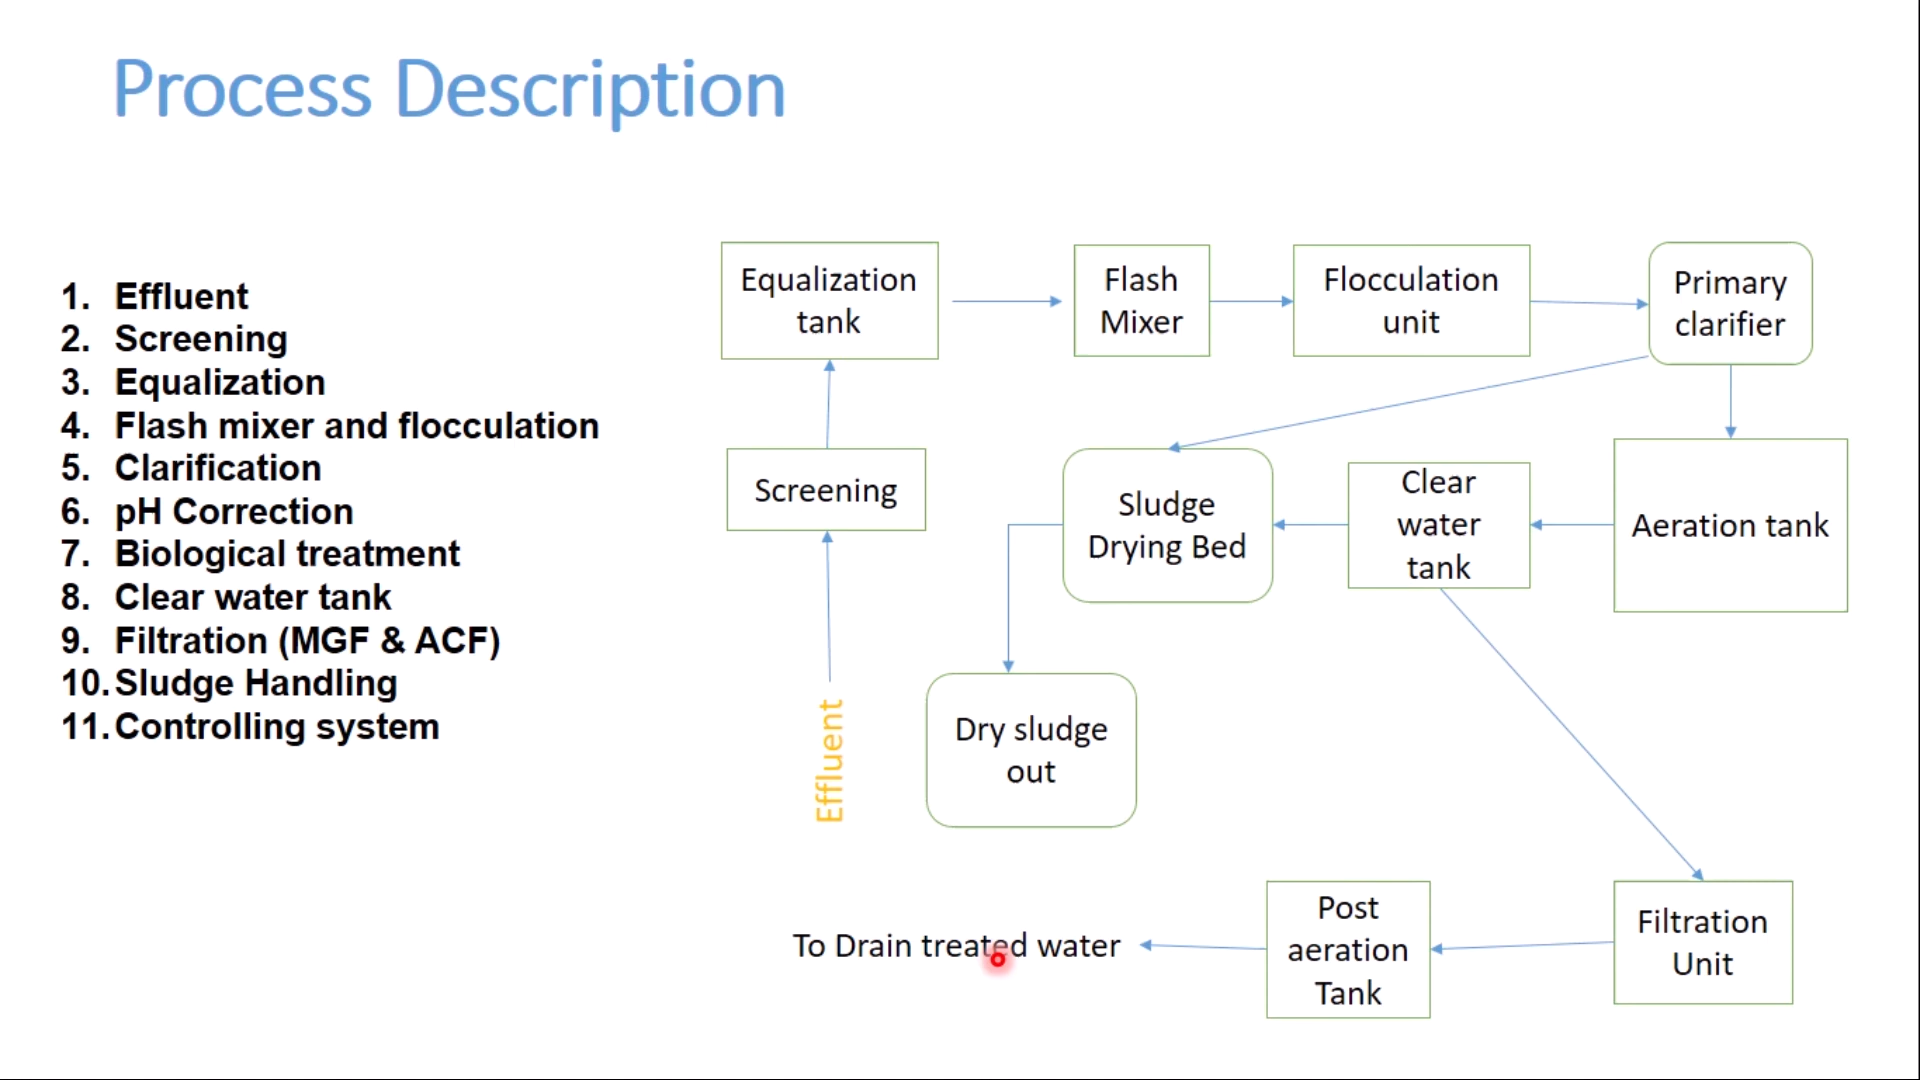 Process Description
1. Effluent
2. Screening
3. Equalization
4. Flash mixer and flocculation
5. Clarification
6. pH Correction
7. Biological treatment
8. Clear water tank
9. Filtration (MGF & ACF)
10. Sludge Handling
11. Controlling system
Equalization
tank
Flash
Mixer
Flocculation
unit
Primary
clarifier
Screening
Sludge
Drying Bed
Clear
water
tank
Aeration tank
Effluent
Dry sludge
out
To Drain treated water
Post
aeration
Tank
Filtration
Unit